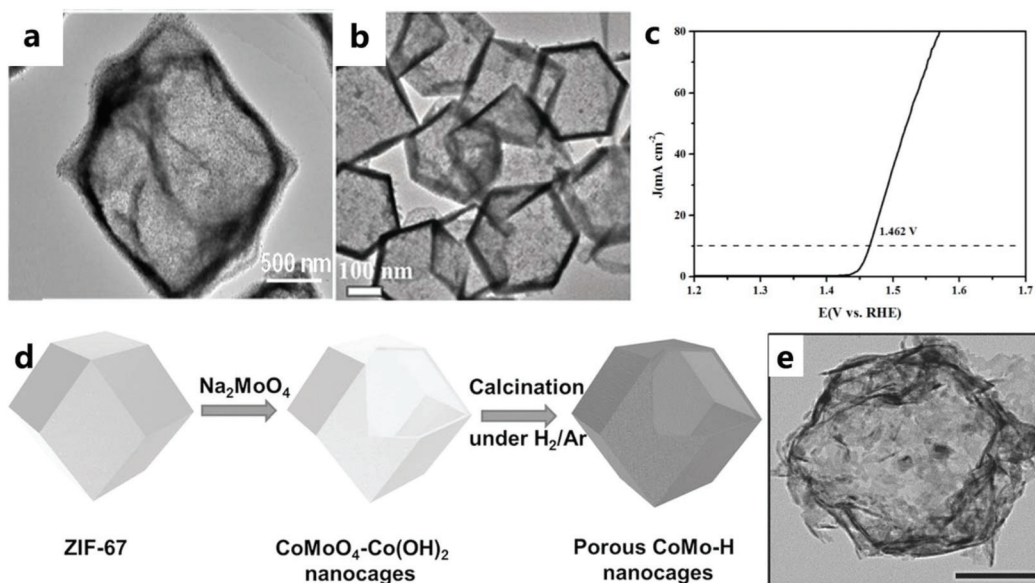 a
500 nm
b
100 nm
c
80
60
40
20
0
J(mA cm⁻²)
1.462 V
1.2 1.3 1.4 1.5 1.6 1.7
E(V vs. RHE)
d
Na₂MoO₄
Calcination
under H₂/Ar
ZIF-67
CoMoO₄-Co(OH)₂
nanocages
Porous CoMo-H
nanocages
e